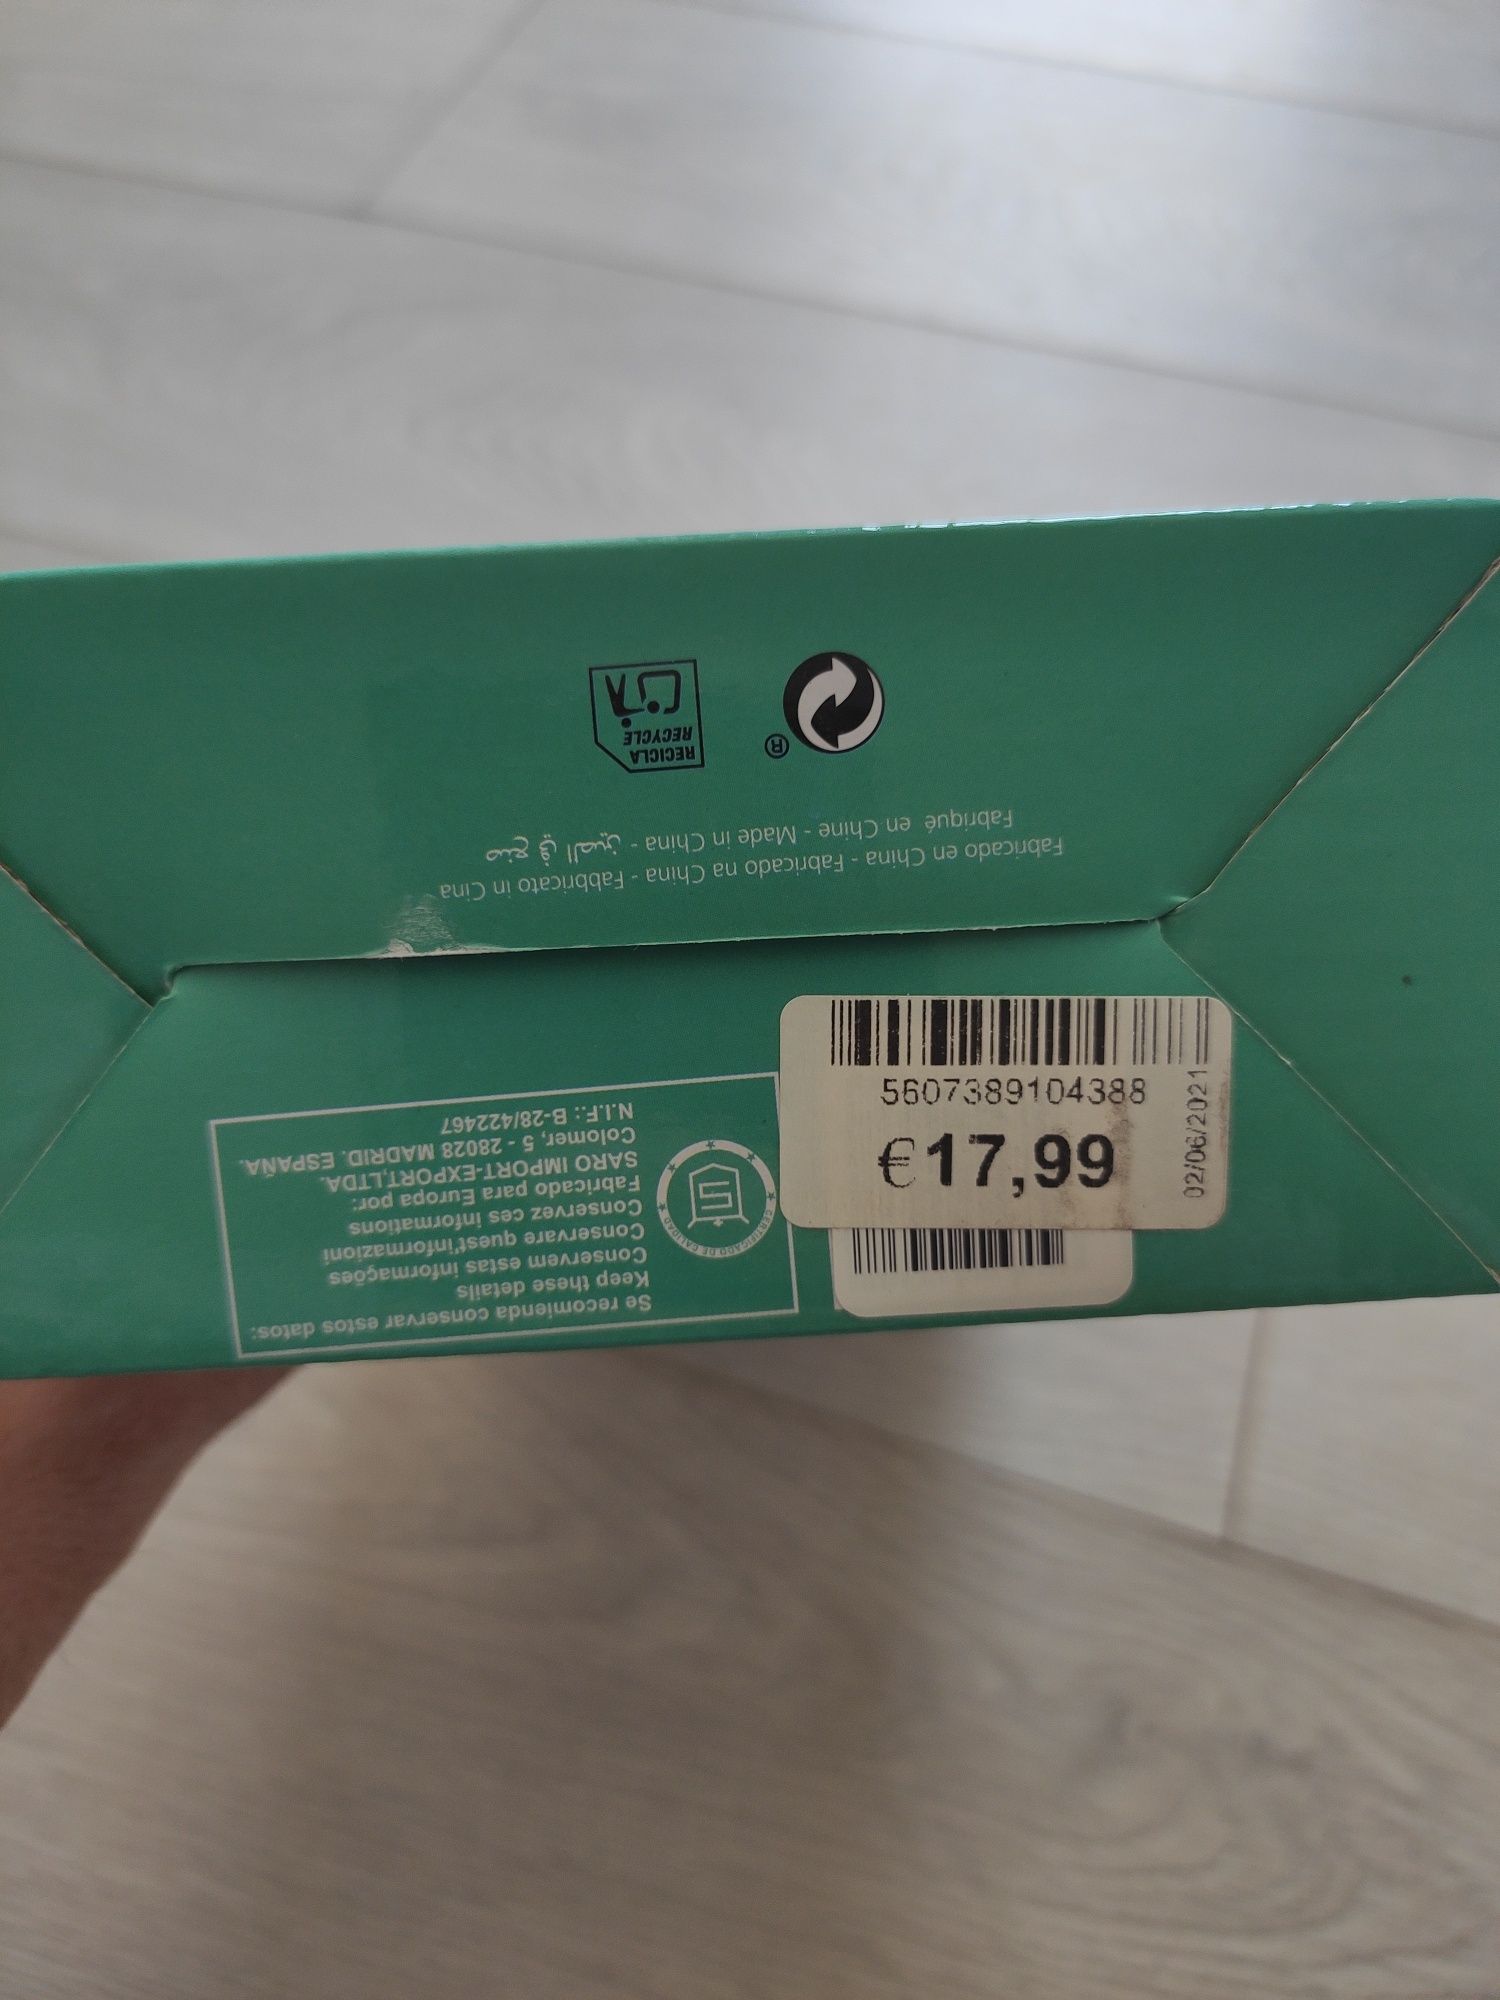 5607389104388
€17,99
02/06/2021
Se recomienda conservar estos datos:
Keep these details
Conservem estas informações
Conservare quest'informazioni
Conservez ces informations
Fabricado para Europa por:
SARO IMPORT-EXPORT,LTDA.
Colomer, 5 - 28028 MADRID. ESPAÑA.
N.I.F.: B-28/422467
CERTIFICADO DE CALIDAD
S
Fabricado en China - Fabricado na China - Fabbricato in Cina
Fabriqué en Chine - Made in China - صنع في الصين
RECICLA
RECYCLE
®